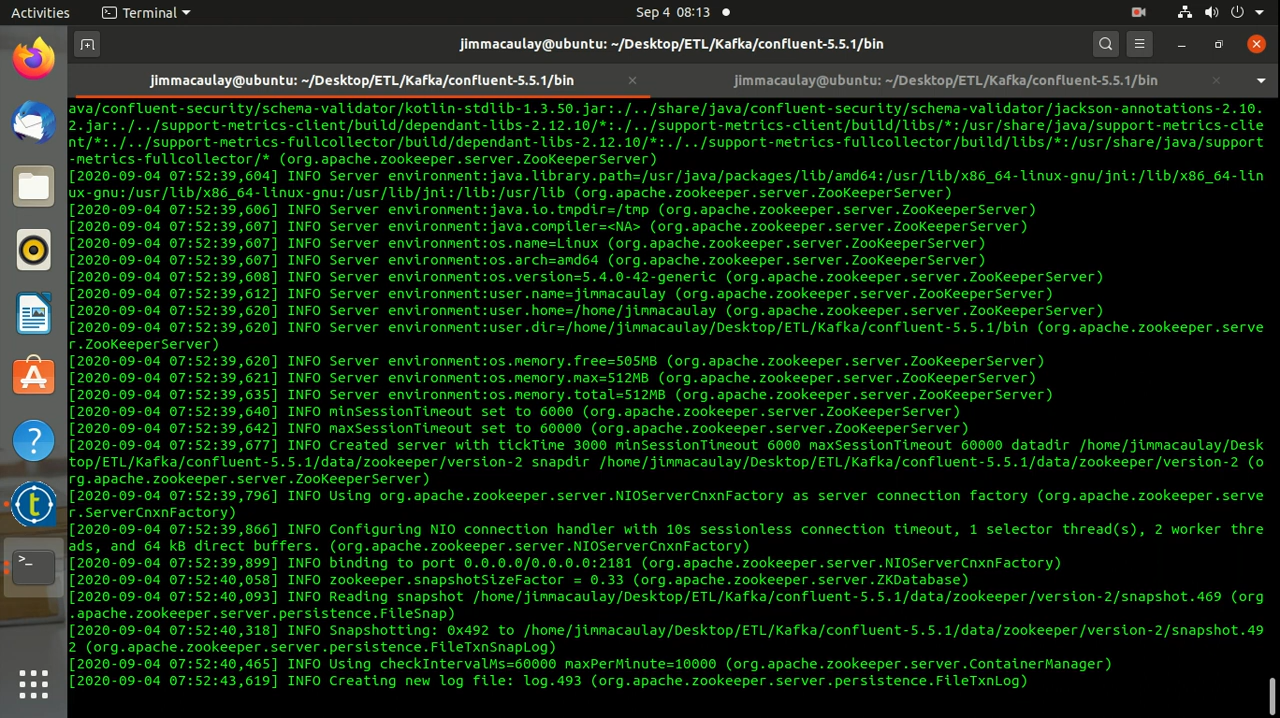 Activities
Terminal
Sep 4 08:13
jimmacaulay@ubuntu: ~/Desktop/ETL/Kafka/confluent-5.5.1/bin
jimmacaulay@ubuntu: ~/Desktop/ETL/Kafka/confluent-5.5.1/bin
jimmacaulay@ubuntu: ~/Desktop/ETL/Kafka/confluent-5.5.1/bin
ava/confluent-security/schema-validator/kotlin-stdlib-1.3.50.jar:./../share/java/confluent-security/schema-validator/jackson-annotations-2.10.
2.jar:./../support-metrics-client/build/dependant-libs-2.12.10/*:./../support-metrics-client/build/libs/*:/usr/share/java/support-metrics-clie
nt/*:./../support-metrics-fullcollector/build/dependant-libs-2.12.10/*:./../support-metrics-fullcollector/build/libs/*:/usr/share/java/support
-metrics-fullcollector/* (org.apache.zookeeper.server.ZooKeeperServer)
[2020-09-04 07:52:39,604] INFO Server environment:java.library.path=/usr/java/packages/lib/amd64:/usr/lib/x86_64-linux-gnu/jni:/lib/x86_64-lin
ux-gnu:/usr/lib/x86_64-linux-gnu:/usr/lib/jni:/lib:/usr/lib (org.apache.zookeeper.server.ZooKeeperServer)
[2020-09-04 07:52:39,606] INFO Server environment:java.io.tmpdir=/tmp (org.apache.zookeeper.server.ZooKeeperServer)
[2020-09-04 07:52:39,607] INFO Server environment:java.compiler=<NA> (org.apache.zookeeper.server.ZooKeeperServer)
[2020-09-04 07:52:39,607] INFO Server environment:os.name=Linux (org.apache.zookeeper.server.ZooKeeperServer)
[2020-09-04 07:52:39,607] INFO Server environment:os.arch=amd64 (org.apache.zookeeper.server.ZooKeeperServer)
[2020-09-04 07:52:39,608] INFO Server environment:os.version=5.4.0-42-generic (org.apache.zookeeper.server.ZooKeeperServer)
[2020-09-04 07:52:39,612] INFO Server environment:user.name=jimmacaulay (org.apache.zookeeper.server.ZooKeeperServer)
[2020-09-04 07:52:39,620] INFO Server environment:user.home=/home/jimmacaulay (org.apache.zookeeper.server.ZooKeeperServer)
[2020-09-04 07:52:39,620] INFO Server environment:user.dir=/home/jimmacaulay/Desktop/ETL/Kafka/confluent-5.5.1/bin (org.apache.zookeeper.serve
r.ZooKeeperServer)
[2020-09-04 07:52:39,620] INFO Server environment:os.memory.free=505MB (org.apache.zookeeper.server.ZooKeeperServer)
[2020-09-04 07:52:39,621] INFO Server environment:os.memory.max=512MB (org.apache.zookeeper.server.ZooKeeperServer)
[2020-09-04 07:52:39,635] INFO Server environment:os.memory.total=512MB (org.apache.zookeeper.server.ZooKeeperServer)
[2020-09-04 07:52:39,640] INFO minSessionTimeout set to 6000 (org.apache.zookeeper.server.ZooKeeperServer)
[2020-09-04 07:52:39,642] INFO maxSessionTimeout set to 60000 (org.apache.zookeeper.server.ZooKeeperServer)
[2020-09-04 07:52:39,677] INFO Created server with tickTime 3000 minSessionTimeout 6000 maxSessionTimeout 60000 datadir /home/jimmacaulay/Desk
top/ETL/Kafka/confluent-5.5.1/data/zookeeper/version-2 snapdir /home/jimmacaulay/Desktop/ETL/Kafka/confluent-5.5.1/data/zookeeper/version-2 (o
rg.apache.zookeeper.server.ZooKeeperServer)
[2020-09-04 07:52:39,796] INFO Using org.apache.zookeeper.server.NIOServerCnxnFactory as server connection factory (org.apache.zookeeper.serve
r.ServerCnxnFactory)
[2020-09-04 07:52:39,866] INFO Configuring NIO connection handler with 10s sessionless connection timeout, 1 selector thread(s), 2 worker thre
ads, and 64 kB direct buffers. (org.apache.zookeeper.server.NIOServerCnxnFactory)
[2020-09-04 07:52:39,899] INFO binding to port 0.0.0.0/0.0.0.0:2181 (org.apache.zookeeper.server.NIOServerCnxnFactory)
[2020-09-04 07:52:40,058] INFO zookeeper.snapshotSizeFactor = 0.33 (org.apache.zookeeper.server.ZKDatabase)
[2020-09-04 07:52:40,093] INFO Reading snapshot /home/jimmacaulay/Desktop/ETL/Kafka/confluent-5.5.1/data/zookeeper/version-2/snapshot.469 (org
.apache.zookeeper.server.persistence.FileSnap)
[2020-09-04 07:52:40,318] INFO Snapshotting: 0x492 to /home/jimmacaulay/Desktop/ETL/Kafka/confluent-5.5.1/data/zookeeper/version-2/snapshot.49
2 (org.apache.zookeeper.server.persistence.FileTxnSnapLog)
[2020-09-04 07:52:40,465] INFO Using checkIntervalMs=60000 maxPerMinute=10000 (org.apache.zookeeper.server.ContainerManager)
[2020-09-04 07:52:43,619] INFO Creating new log file: log.493 (org.apache.zookeeper.server.persistence.FileTxnLog)